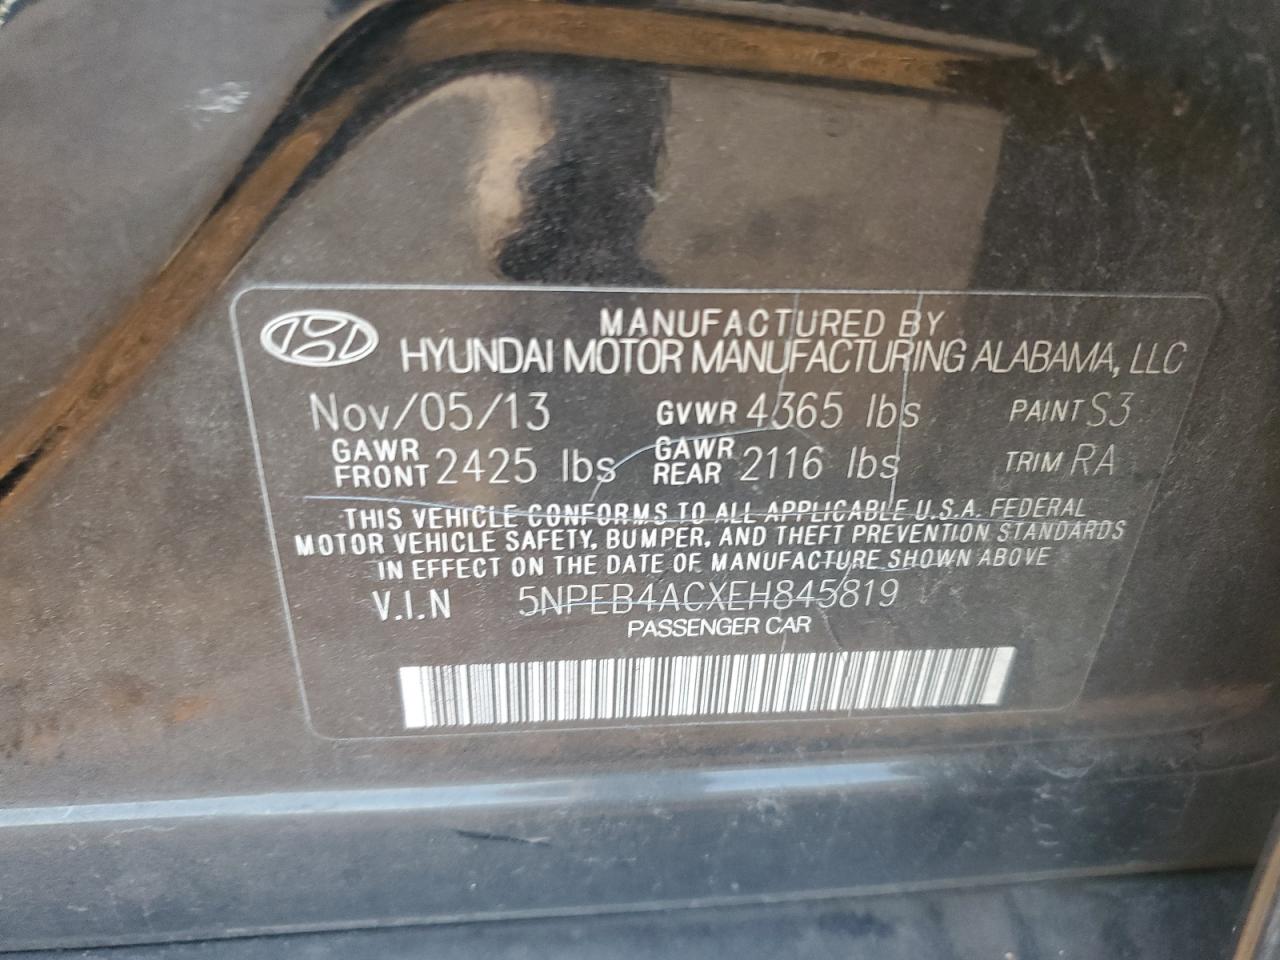 MANUFACTURED BY
HYUNDAI MOTOR MANUFACTURING ALABAMA, LLC
Nov/05/13 GVWR 4365 lbs PAINT S3
GAWR FRONT 2425 lbs GAWR REAR 2116 lbs TRIM RA
THIS VEHICLE CONFORMS TO ALL APPLICABLE U.S.A. FEDERAL
MOTOR VEHICLE SAFETY, BUMPER, AND THEFT PREVENTION STANDARDS
IN EFFECT ON THE DATE OF MANUFACTURE SHOWN ABOVE
V.I.N 5NPEB4ACXEH845819
PASSENGER CAR